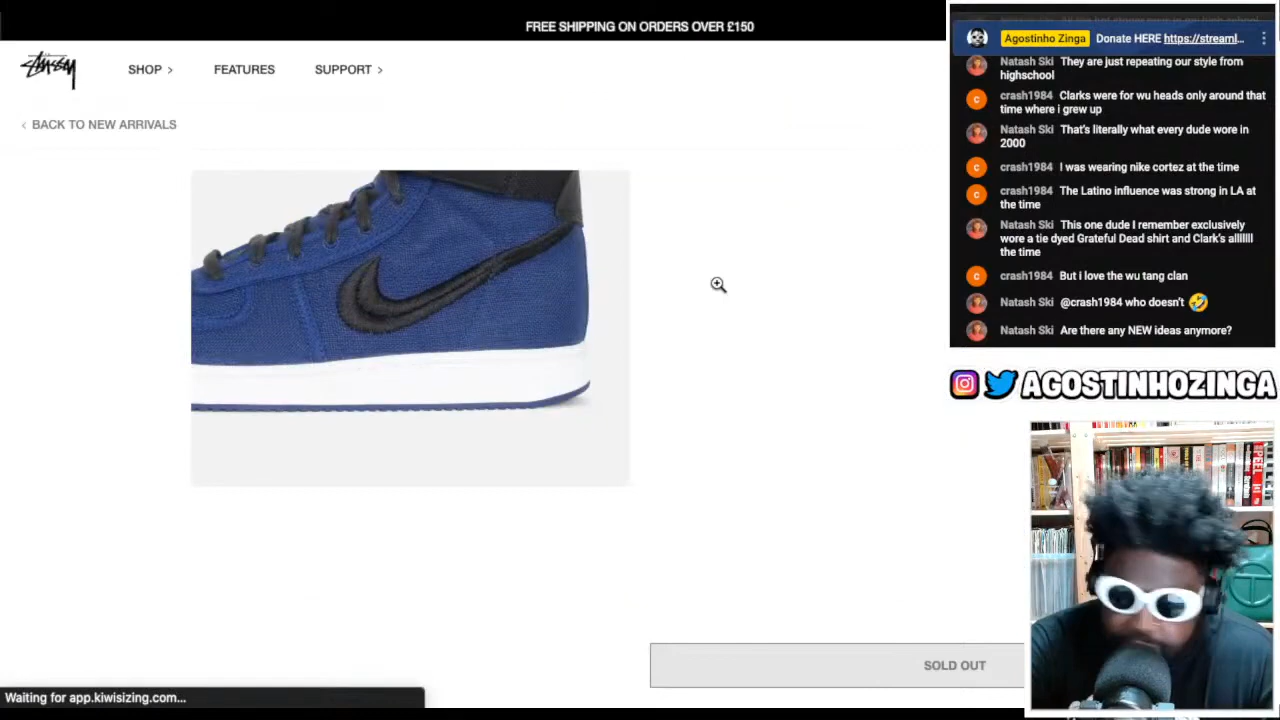 FREE SHIPPING ON ORDERS OVER £150
Stüssy
SHOP >
FEATURES
SUPPORT >
< BACK TO NEW ARRIVALS
SOLD OUT
Waiting for app.kiwisizing.com...
Agostinho Zinga Donate HERE https://streaml...
Natash Ski They are just repeating our style from
highschool
crash1984 Clarks were for wu heads only around that
time where i grew up
Natash Ski That's literally what every dude wore in
2000
crash1984 I was wearing nike cortez at the time
crash1984 The Latino influence was strong in LA at
the time
Natash Ski This one dude I remember exclusively
wore a tie dyed Grateful Dead shirt and Clark's alllllll
the time
crash1984 But i love the wu tang clan
Natash Ski @crash1984 who doesn't 🤣
Natash Ski Are there any NEW ideas anymore?
AGOSTINHOZINGA